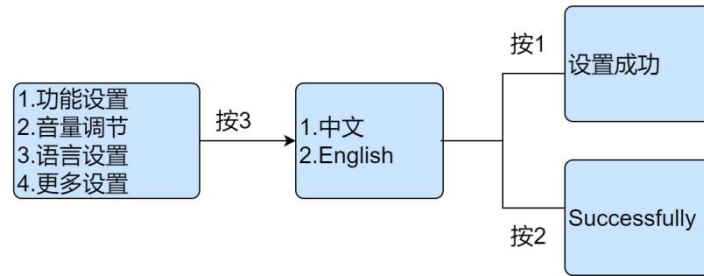 1.功能设置
2.音量调节
3.语言设置
4.更多设置
按3
1.中文
2.English
按1
设置成功
按2
Successfully